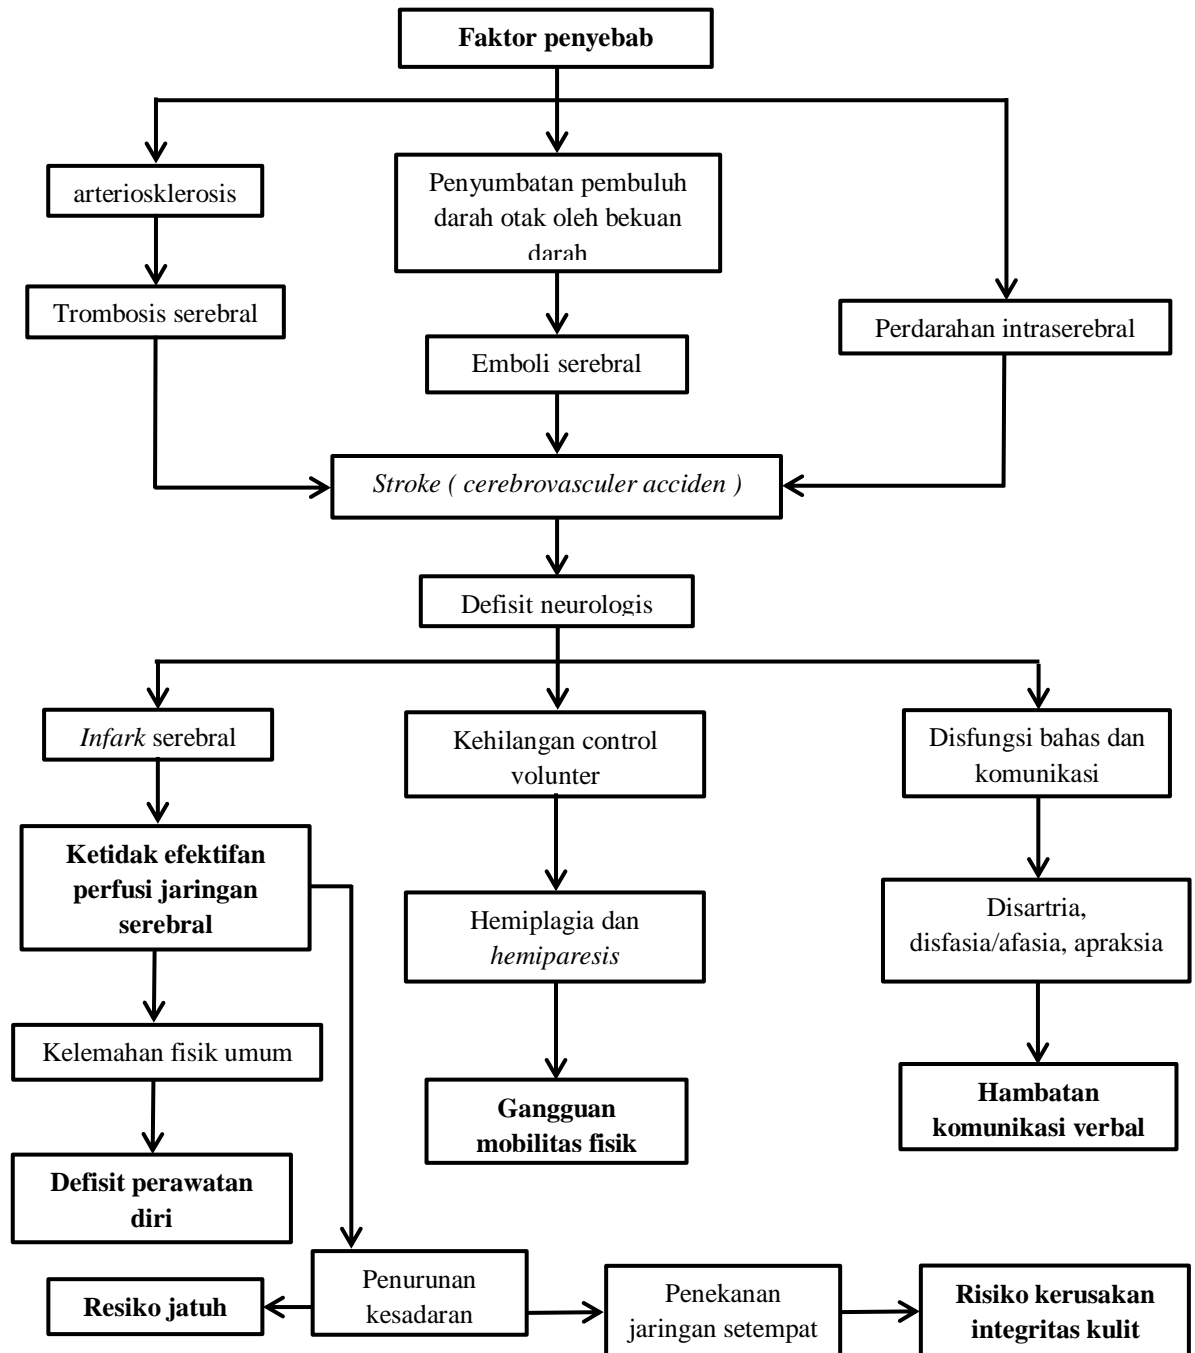 Faktor penyebab
arteriosklerosis
Penyumbatan pembuluh
darah otak oleh bekuan
darah
Trombosis serebral
Perdarahan intraserebral
Emboli serebral
Stroke ( cerebrovasculer acciden )
Defisit neurologis
Infark serebral
Kehilangan control
volunter
Disfungsi bahas dan
komunikasi
Ketidak efektifan
perfusi jaringan
serebral
Hemiplagia dan
hemiparesis
Disartria,
disfasia/afasia, apraksia
Kelemahan fisik umum
Gangguan
mobilitas fisik
Hambatan
komunikasi verbal
Defisit perawatan
diri
Resiko jatuh
Penurunan
kesadaran
Penekanan
jaringan setempat
Risiko kerusakan
integritas kulit